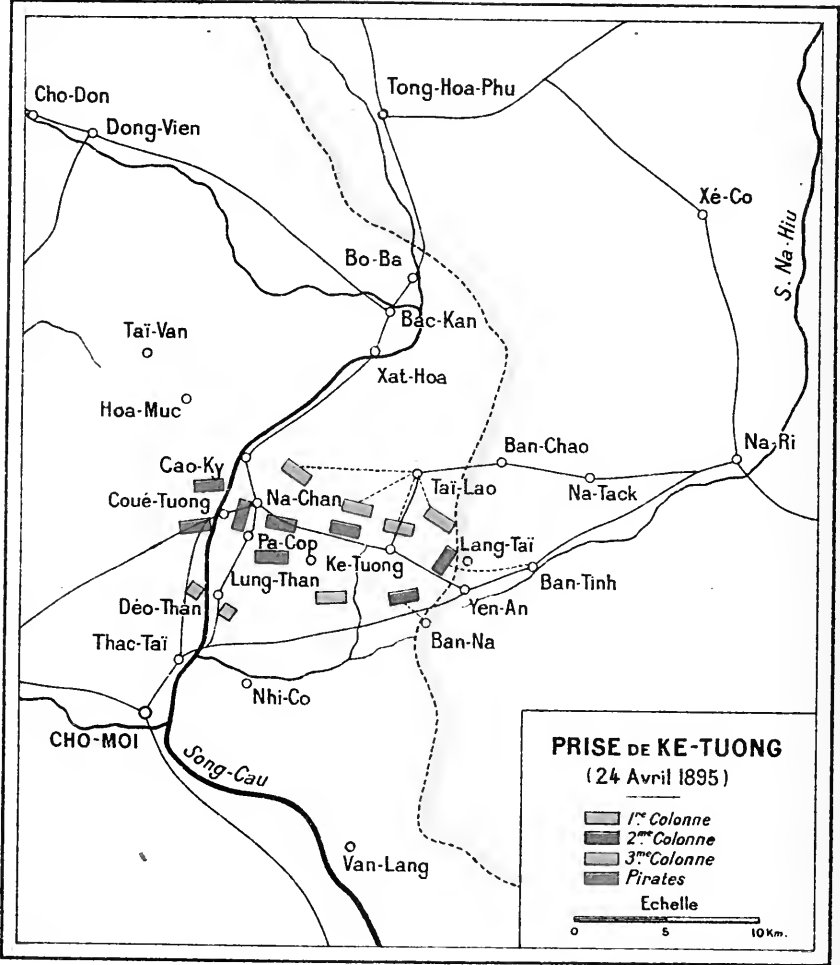 Cho-Don
Tong-Hoa-Phu
Dong-Vien
Xé-Co
S. Na-Hiu
Bo-Ba
Bac-Kan
Taï-Van
Xat-Hoa
Hoa-Muc
Ban-Chao
Na-Ri
Cao-Ky
Taï-Lao
Na-Tack
Coué-Tuong
Na-Chan
Pa-Cop
Ke-Tuong
Lang-Taï
Lung-Than
Ban-Tinh
Déo-Than
Yen-An
Thac-Taï
Ban-Na
Nhi-Co
CHO-MOI
Song-Cau
Van-Lang
PRISE DE KE-TUONG
(24 Avril 1895)
1re Colonne
2me Colonne
3me Colonne
Pirates
Echelle
0 5 10 Km.